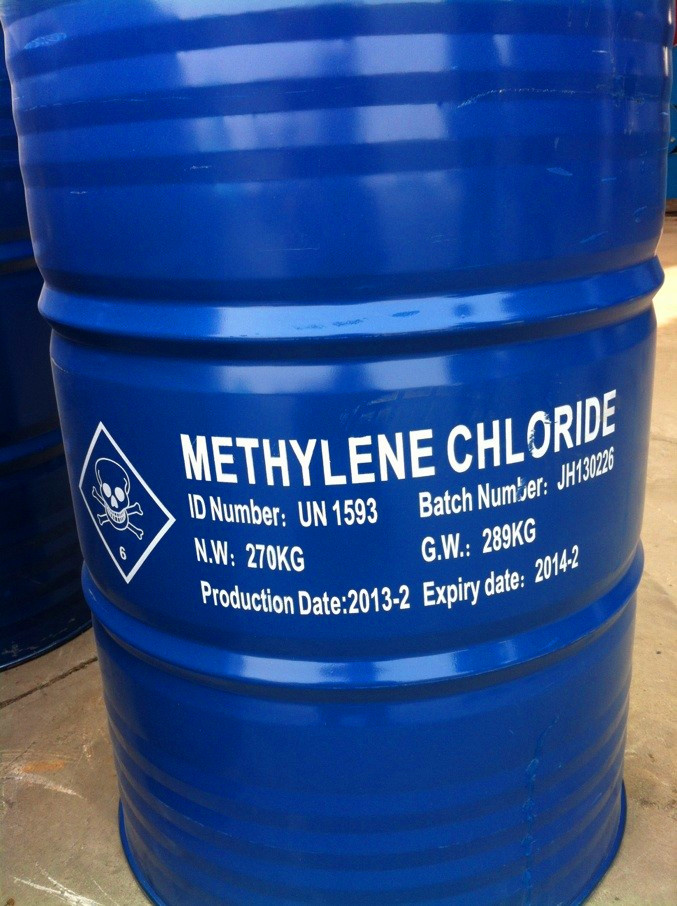 METHYLENE CHLORIDE
ID Number: UN 1593 Batch Number: JH130226
N.W: 270KG G.W.: 289KG
Production Date:2013-2 Expiry date: 2014-2
6